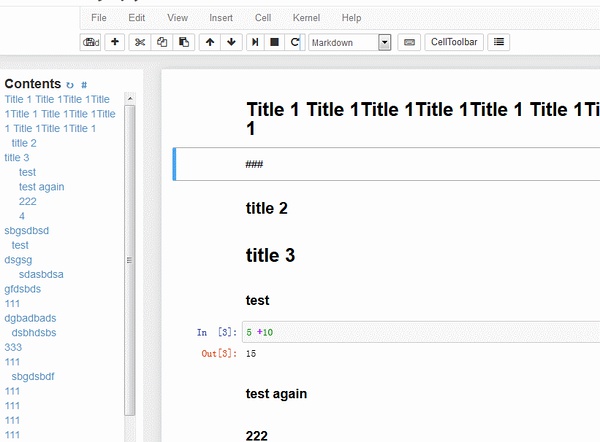 File Edit View Insert Cell Kernel Help
Markdown CellToolbar
Contents #
Title 1 Title 1Title 1Title
1Title 1 Title 1Title 1Title
1 Title 1Title 1Title 1
title 2
title 3
test
test again
222
4
sbgsdbsd
test
dsgsg
sdasbdsa
gfdsbds
111
dgbadbads
dsbhdsbs
333
111
sbgdsbdf
111
111
111
111
Title 1 Title 1Title 1Title 1Title 1 Title 1Ti
1
###
title 2
title 3
test
In [3]: 5 +10
Out[3]: 15
test again
222